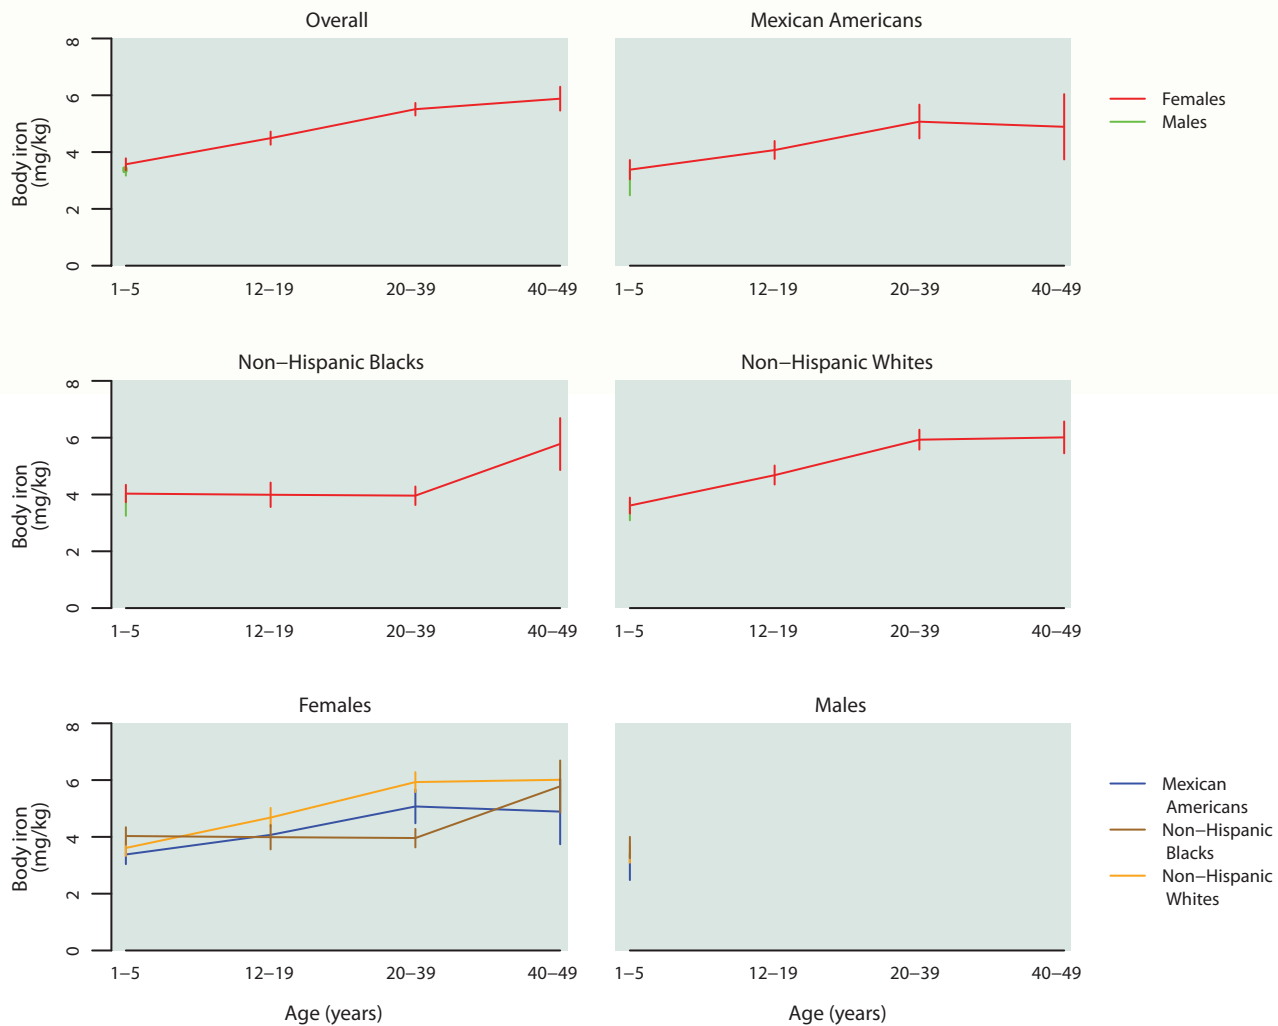 Overall
Mexican Americans
Body iron
(mg/kg)
8
6
4
2
0
1−5
12−19
20−39
40−49
1−5
12−19
20−39
40−49
Females
Males
Non−Hispanic Blacks
Non−Hispanic Whites
Body iron
(mg/kg)
8
6
4
2
0
1−5
12−19
20−39
40−49
1−5
12−19
20−39
40−49
Females
Males
Body iron
(mg/kg)
8
6
4
2
0
1−5
12−19
20−39
40−49
1−5
12−19
20−39
40−49
Age (years)
Age (years)
Mexican
Americans
Non−Hispanic
Blacks
Non−Hispanic
Whites